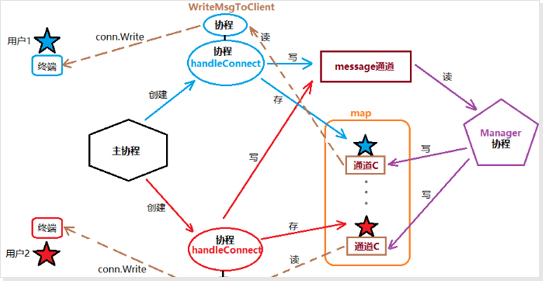 WriteMsgToClient
用户1
终端
conn.Write
协程
读
协程
handleConnect
写
message通道
创建
存
读
map
主协程
写
通道C
写
Manager
协程
写
创建
协程
handleConnect
存
通道C
终端
用户2
conn.Write
读